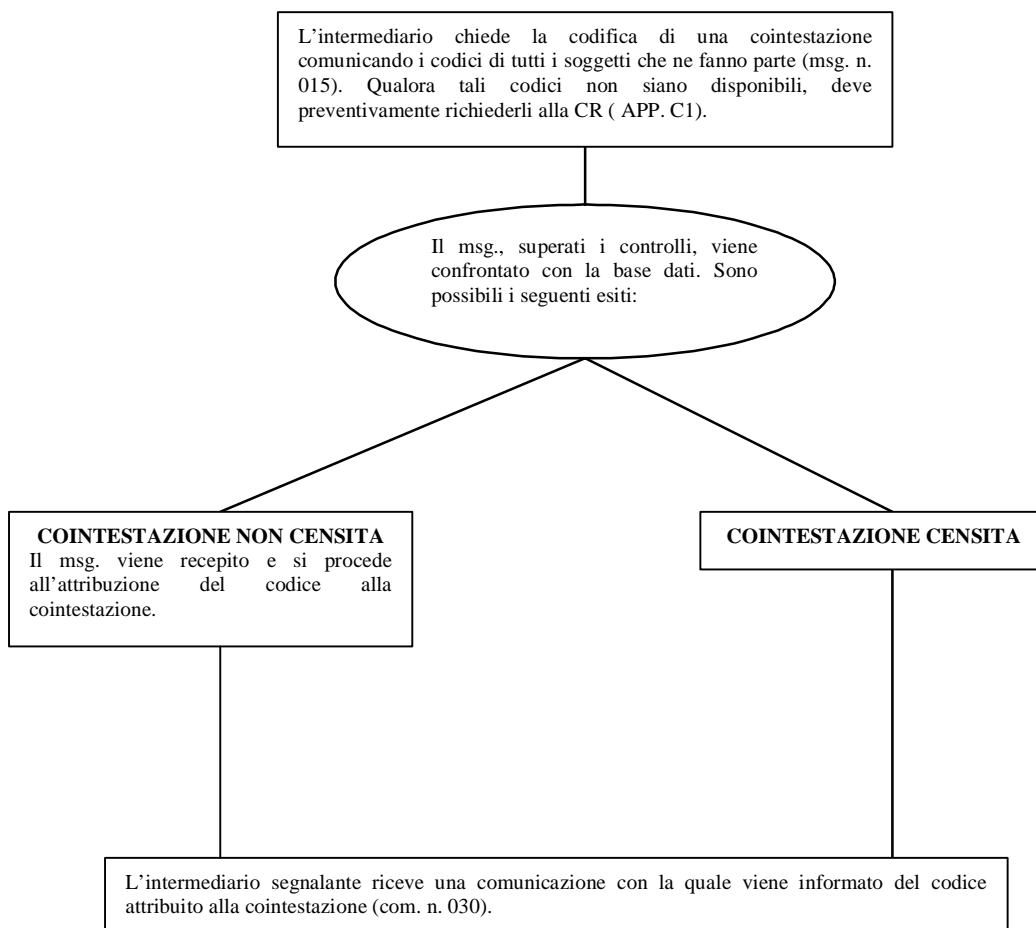 L’intermediario chiede la codifica di una cointestazione
comunicando i codici di tutti i soggetti che ne fanno parte (msg. n.
015). Qualora tali codici non siano disponibili, deve
preventivamente richiederli alla CR ( APP. C1).
Il msg., superati i controlli, viene
confrontato con la base dati. Sono
possibili i seguenti esiti:
COINTESTAZIONE NON CENSITA
Il msg. viene recepito e si procede
all’attribuzione del codice alla
cointestazione.
COINTESTAZIONE CENSITA
L’intermediario segnalante riceve una comunicazione con la quale viene informato del codice
attribuito alla cointestazione (com. n. 030).